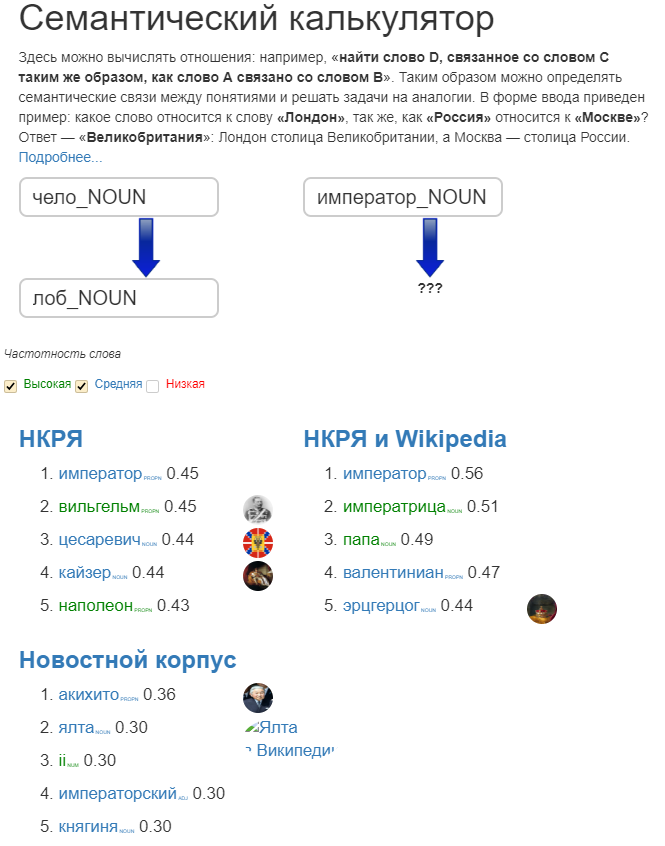 Семантический калькулятор
Здесь можно вычислять отношения: например, «найти слово D, связанное со словом C
таким же образом, как слово A связано со словом B». Таким образом можно определять
семантические связи между понятиями и решать задачи на аналогии. В форме ввода приведен
пример: какое слово относится к слову «Лондон», так же, как «Россия» относится к «Москве»?
Ответ — «Великобритания»: Лондон столица Великобритании, а Москва — столица России.
Подробнее...
чело_NOUN
император_NOUN
лоб_NOUN
???
Частотность слова
Высокая Средняя Низкая
НКРЯ
1. император PROPN 0.45
2. вильгельм PROPN 0.45
3. цесаревич NOUN 0.44
4. кайзер NOUN 0.44
5. наполеон PROPN 0.43
НКРЯ и Wikipedia
1. император PROPN 0.56
2. императрица NOUN 0.51
3. папа NOUN 0.49
4. валентиниан PROPN 0.47
5. эрцгерцог NOUN 0.44
Новостной корпус
1. акихито PROPN 0.36
2. ялта NOUN 0.30
Ялта
в Википедии
3. ii NUM 0.30
4. императорский ADJ 0.30
5. княгиня NOUN 0.30